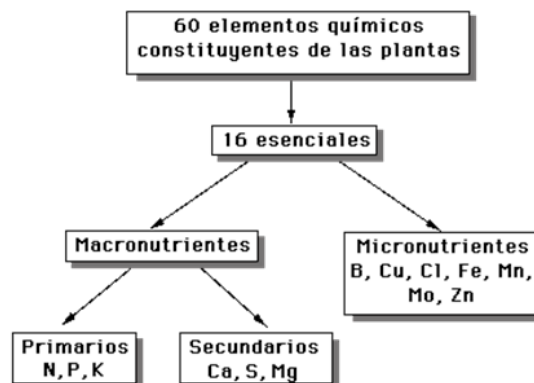 60 elementos químicos
constituyentes de las plantas
16 esenciales
Macronutrientes
Micronutrientes
B, Cu, Cl, Fe, Mn,
Mo, Zn
Primarios
N, P, K
Secundarios
Ca, S, Mg